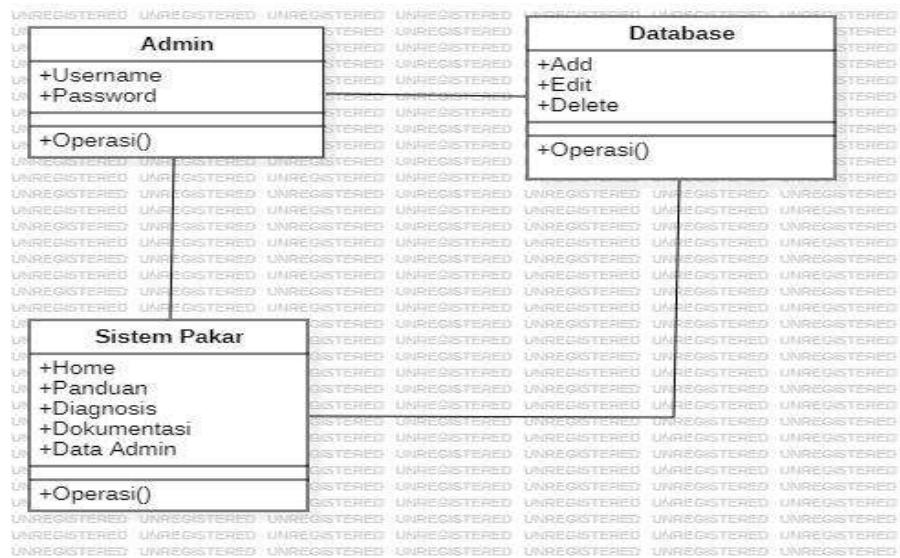 Admin
+Username
+Password
+Operasi()
Database
+Add
+Edit
+Delete
+Operasi()
Sistem Pakar
+Home
+Panduan
+Diagnosis
+Dokumentasi
+Data Admin
+Operasi()
UNREGISTERED